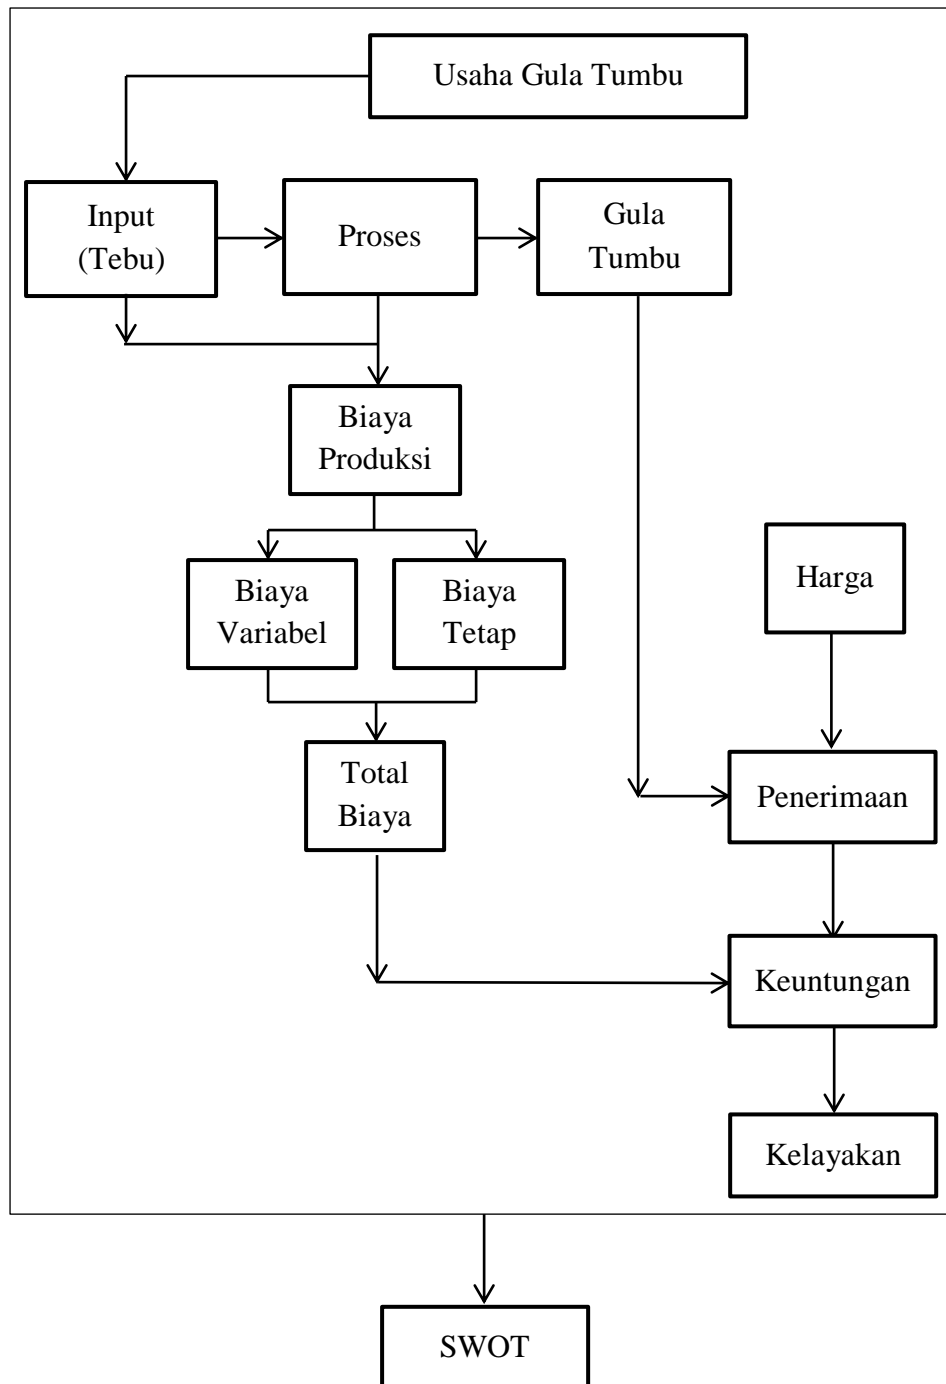 Usaha Gula Tumbu
Input
(Tebu)
Proses
Gula
Tumbu
Biaya
Produksi
Biaya
Variabel
Biaya
Tetap
Harga
Total
Biaya
Penerimaan
Keuntungan
Kelayakan
SWOT